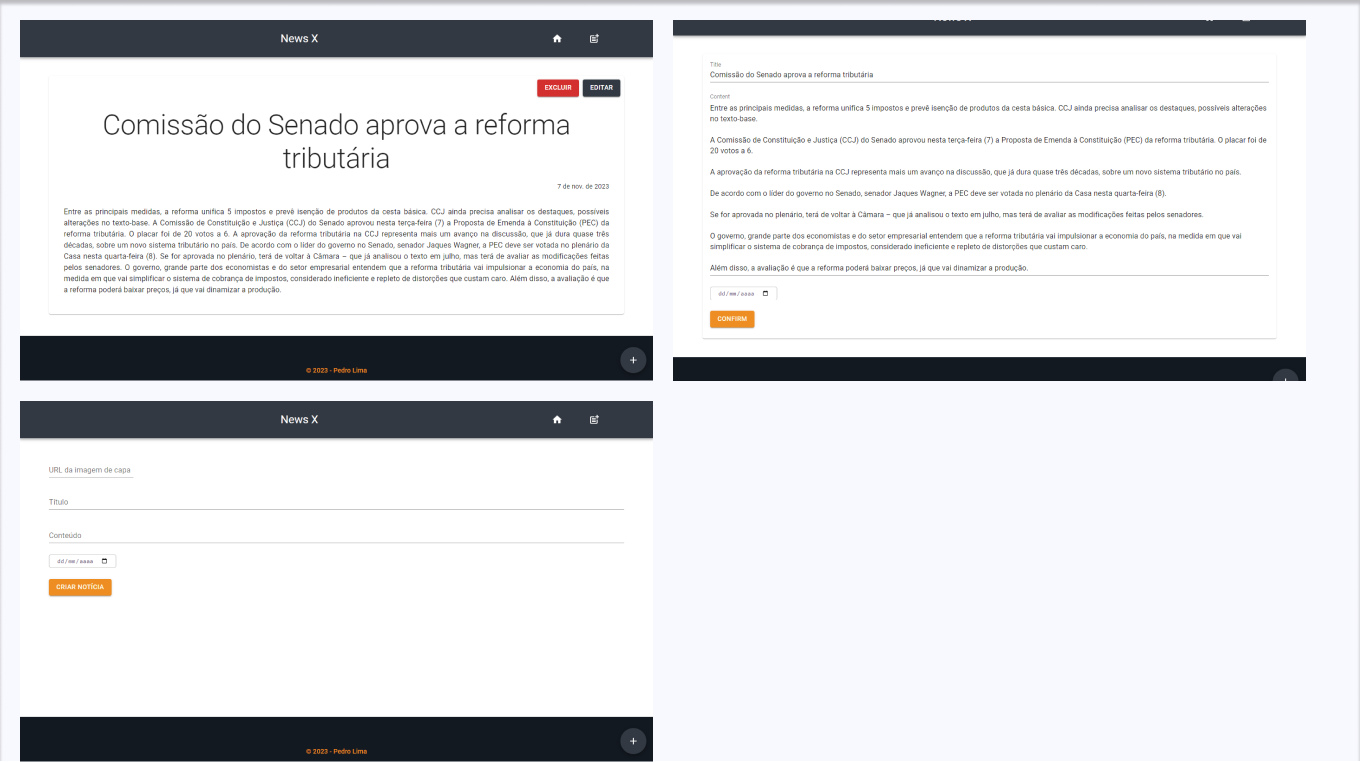 News X
EXCLUIR
EDITAR
Comissão do Senado aprova a reforma
tributária
7 de nov. de 2023
Entre as principais medidas, a reforma unifica 5 impostos e prevê isenção de produtos da cesta básica. CCJ ainda precisa analisar os destaques, possíveis
alterações no texto-base. A Comissão de Constituição e Justiça (CCJ) do Senado aprovou nesta terça-feira (7) a Proposta de Emenda à Constituição (PEC) da
reforma tributária. O placar foi de 20 votos a 6. A aprovação da reforma tributária na CCJ representa mais um avanço na discussão, que já dura quase três
décadas, sobre um novo sistema tributário no país. De acordo com o líder do governo no Senado, senador Jaques Wagner, a PEC deve ser votada no plenário da
Casa nesta quarta-feira (8). Se for aprovada no plenário, terá de voltar à Câmara – que já analisou o texto em julho, mas terá de avaliar as modificações feitas
pelos senadores. O governo, grande parte dos economistas e do setor empresarial entendem que a reforma tributária vai impulsionar a economia do país, na
medida em que vai simplificar o sistema de cobrança de impostos, considerado ineficiente e repleto de distorções que custam caro. Além disso, a avaliação é que
a reforma poderá baixar preços, já que vai dinamizar a produção.
+
© 2023 - Pedro Lima
Title
Comissão do Senado aprova a reforma tributária
Content
Entre as principais medidas, a reforma unifica 5 impostos e prevê isenção de produtos da cesta básica. CCJ ainda precisa analisar os destaques, possíveis alterações
no texto-base.
A Comissão de Constituição e Justiça (CCJ) do Senado aprovou nesta terça-feira (7) a Proposta de Emenda à Constituição (PEC) da reforma tributária. O placar foi de
20 votos a 6.
A aprovação da reforma tributária na CCJ representa mais um avanço na discussão, que já dura quase três décadas, sobre um novo sistema tributário no país.
De acordo com o líder do governo no Senado, senador Jaques Wagner, a PEC deve ser votada no plenário da Casa nesta quarta-feira (8).
Se for aprovada no plenário, terá de voltar à Câmara – que já analisou o texto em julho, mas terá de avaliar as modificações feitas pelos senadores.
O governo, grande parte dos economistas e do setor empresarial entendem que a reforma tributária vai impulsionar a economia do país, na medida em que vai
simplificar o sistema de cobrança de impostos, considerado ineficiente e repleto de distorções que custam caro.
Além disso, a avaliação é que a reforma poderá baixar preços, já que vai dinamizar a produção.
dd/mm/aaaa
CONFIRM
News X
URL da imagem de capa
Título
Conteúdo
dd/mm/aaaa
CRIAR NOTÍCIA
+
© 2023 - Pedro Lima